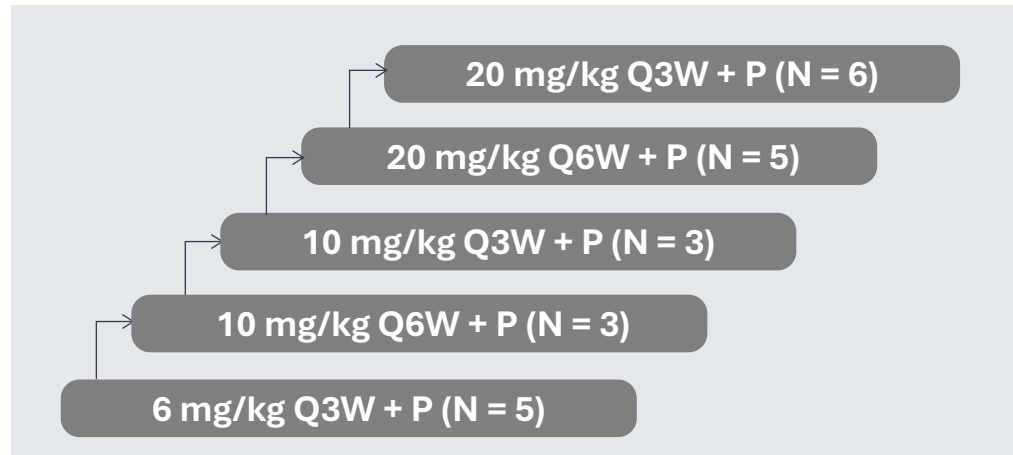 20 mg/kg Q3W + P (N = 6)
20 mg/kg Q6W + P (N = 5)
10 mg/kg Q3W + P (N = 3)
10 mg/kg Q6W + P (N = 3)
6 mg/kg Q3W + P (N = 5)